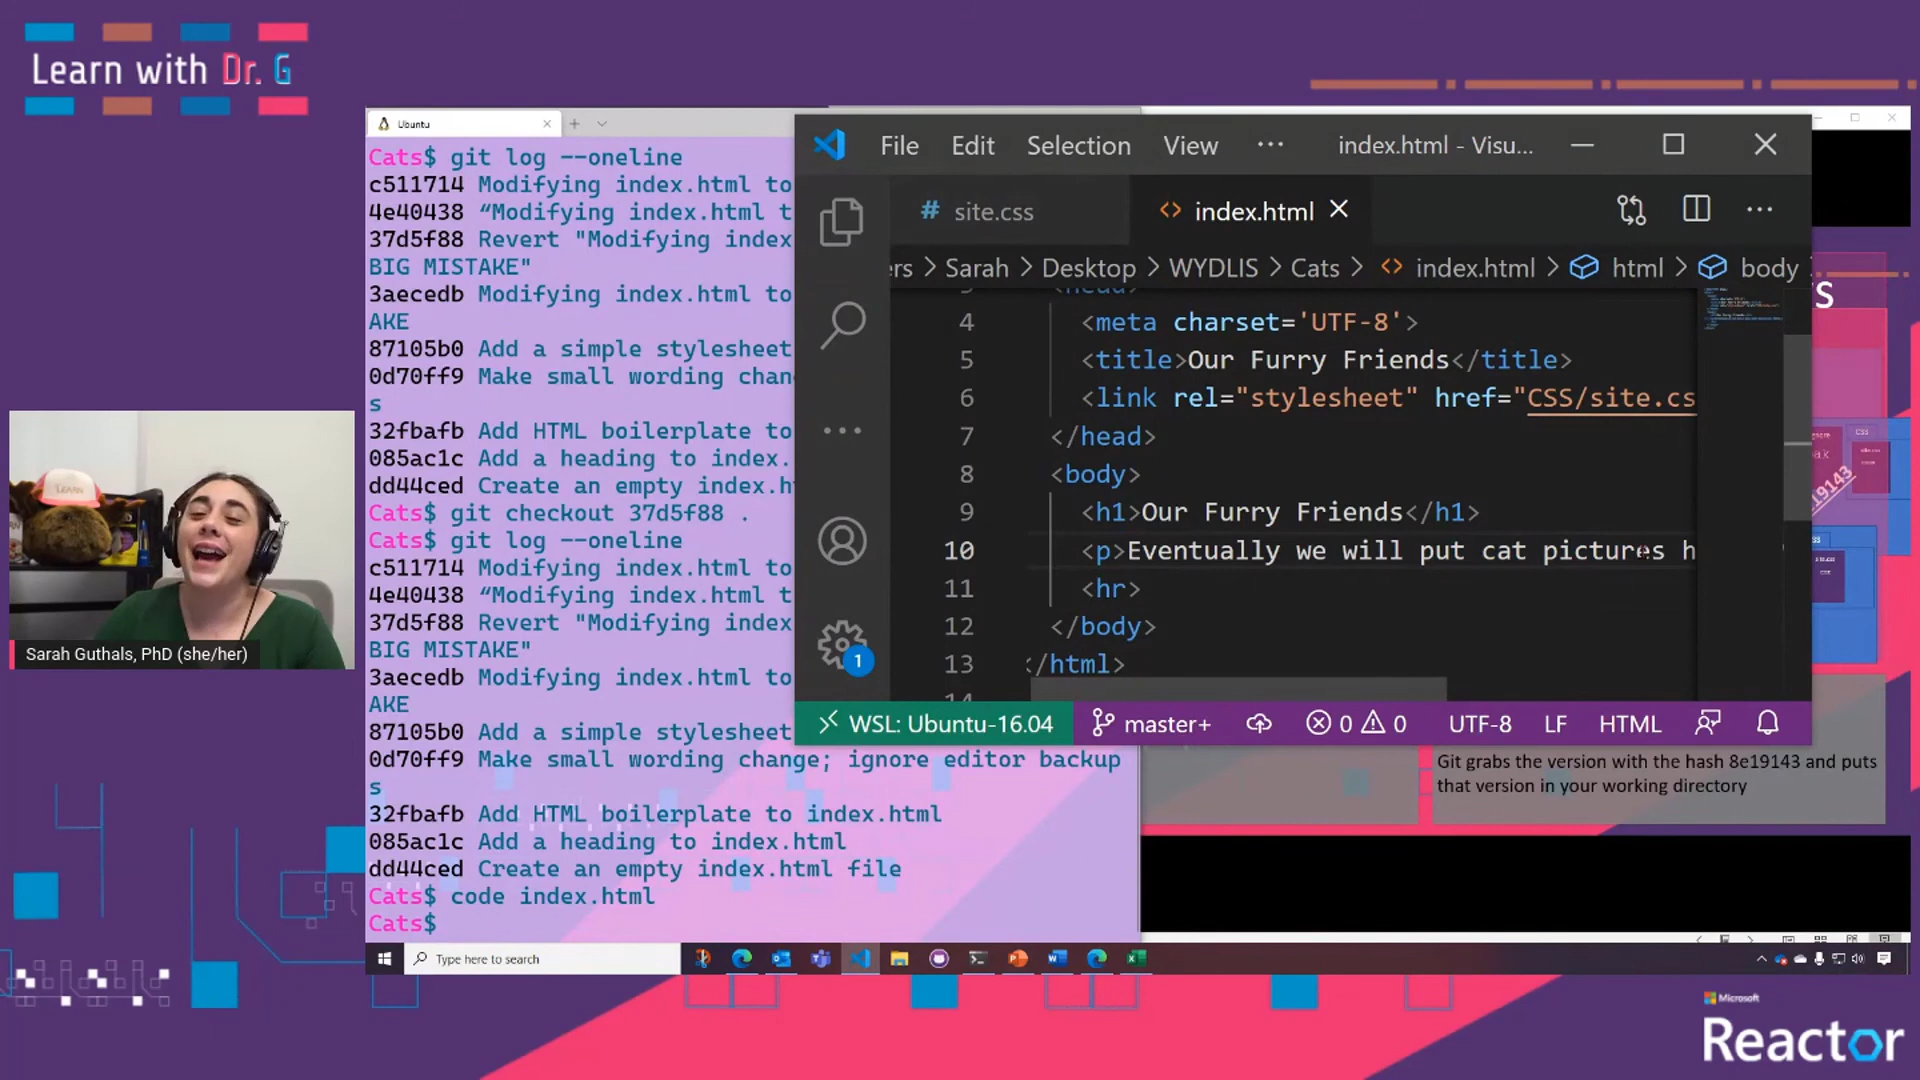 Learn with Dr. G
Ubuntu
Cats$ git log --oneline
c511714 Modifying index.html to
4e40438 “Modifying index.html t
37d5f88 Revert "Modifying index
BIG MISTAKE"
3aecedb Modifying index.html to
AKE
87105b0 Add a simple stylesheet
0d70ff9 Make small wording chan
s
32fbafb Add HTML boilerplate to
085ac1c Add a heading to index.
dd44ced Create an empty index.h
Cats$ git checkout 37d5f88 .
Cats$ git log --oneline
c511714 Modifying index.html to
4e40438 “Modifying index.html t
37d5f88 Revert "Modifying index
BIG MISTAKE"
3aecedb Modifying index.html to
AKE
87105b0 Add a simple stylesheet
0d70ff9 Make small wording change; ignore editor backup
s
32fbafb Add HTML boilerplate to index.html
085ac1c Add a heading to index.html
dd44ced Create an empty index.html file
Cats$ code index.html
Cats$
File Edit Selection View ··· index.html - Visu...
# site.css <> index.html
ers > Sarah > Desktop > WYDLIS > Cats > <> index.html > html > body
<head>
4 <meta charset='UTF-8'>
5 <title>Our Furry Friends</title>
6 <link rel="stylesheet" href="CSS/site.cs
7 </head>
8 <body>
9 <h1>Our Furry Friends</h1>
10 <p>Eventually we will put cat pictures h
11 <hr>
12 </body>
13 </html>
14
1
WSL: Ubuntu-16.04 master+ 0 0 UTF-8 LF HTML
Git grabs the version with the hash 8e19143 and puts
that version in your working directory
LEARN
Sarah Guthals, PhD (she/her)
Type here to search
Microsoft
Reactor